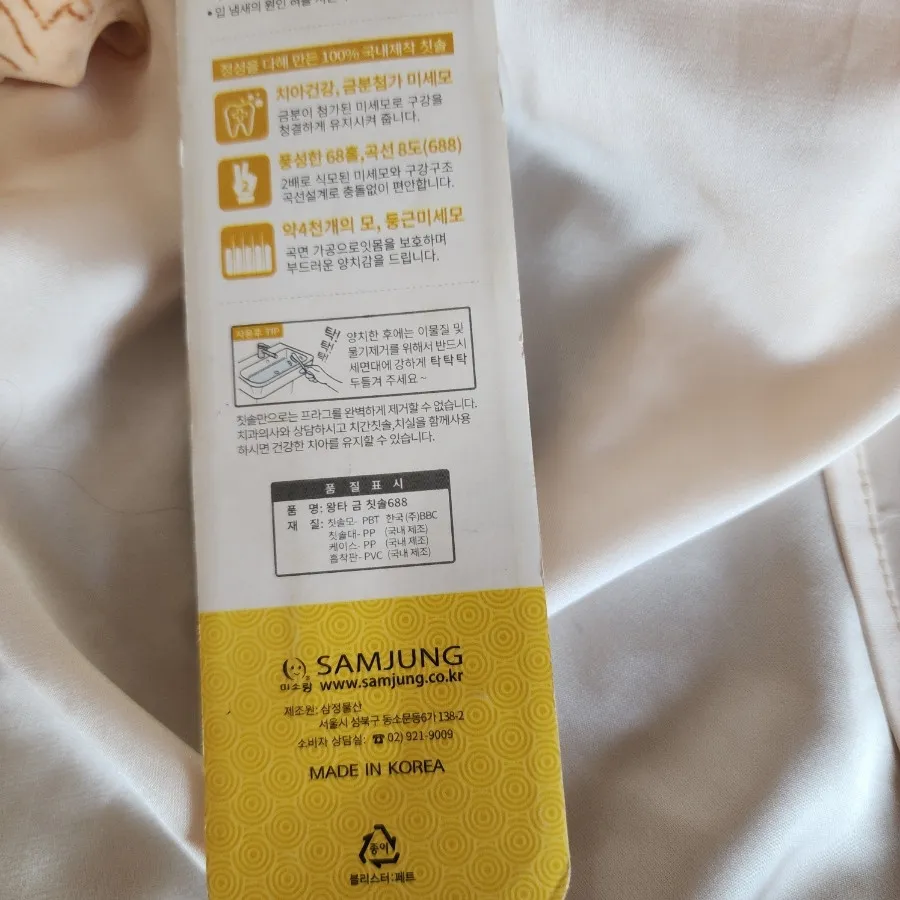 • 입 냄새의 원인 혀를
정성을 다해 만든 100% 국내제작 칫솔
치아건강, 금분첨가 미세모
금분이 첨가된 미세모로 구강을
청결하게 유지시켜 줍니다.
풍성한 68홀,곡선 8도(688)
2
2배로 식모된 미세모와 구강구조
곡선설계로 충돌없이 편안합니다.
약4천개의 모, 둥근미세모
곡면 가공으로잇몸을 보호하며
부드러운 양치감을 드립니다.
사용후 TIP
탁
탁
탁
양치한 후에는 이물질 및
물기제거를 위해서 반드시
세면대에 강하게 탁탁탁
두들겨 주세요~
칫솔만으로는 프라그를 완벽하게 제거할 수 없습니다.
치과의사와 상담하시고 치간칫솔,치실을 함께사용
하시면 건강한 치아를 유지할 수 있습니다.
품 질 표 시
품 명: 왕타 금 칫솔688
재 질: 칫솔모- PBT 한국(주)BBC
칫솔대- PP (국내 제조)
케이스- PP (국내 제조)
흡착판- PVC (국내 제조)
미소랑 SAMJUNG
www.samjung.co.kr
제조원: 삼정물산
서울시 성북구 동소문동6가 138-2
소비자 상담실: ☎ 02) 921-9009
MADE IN KOREA
종이
블리스터:페트